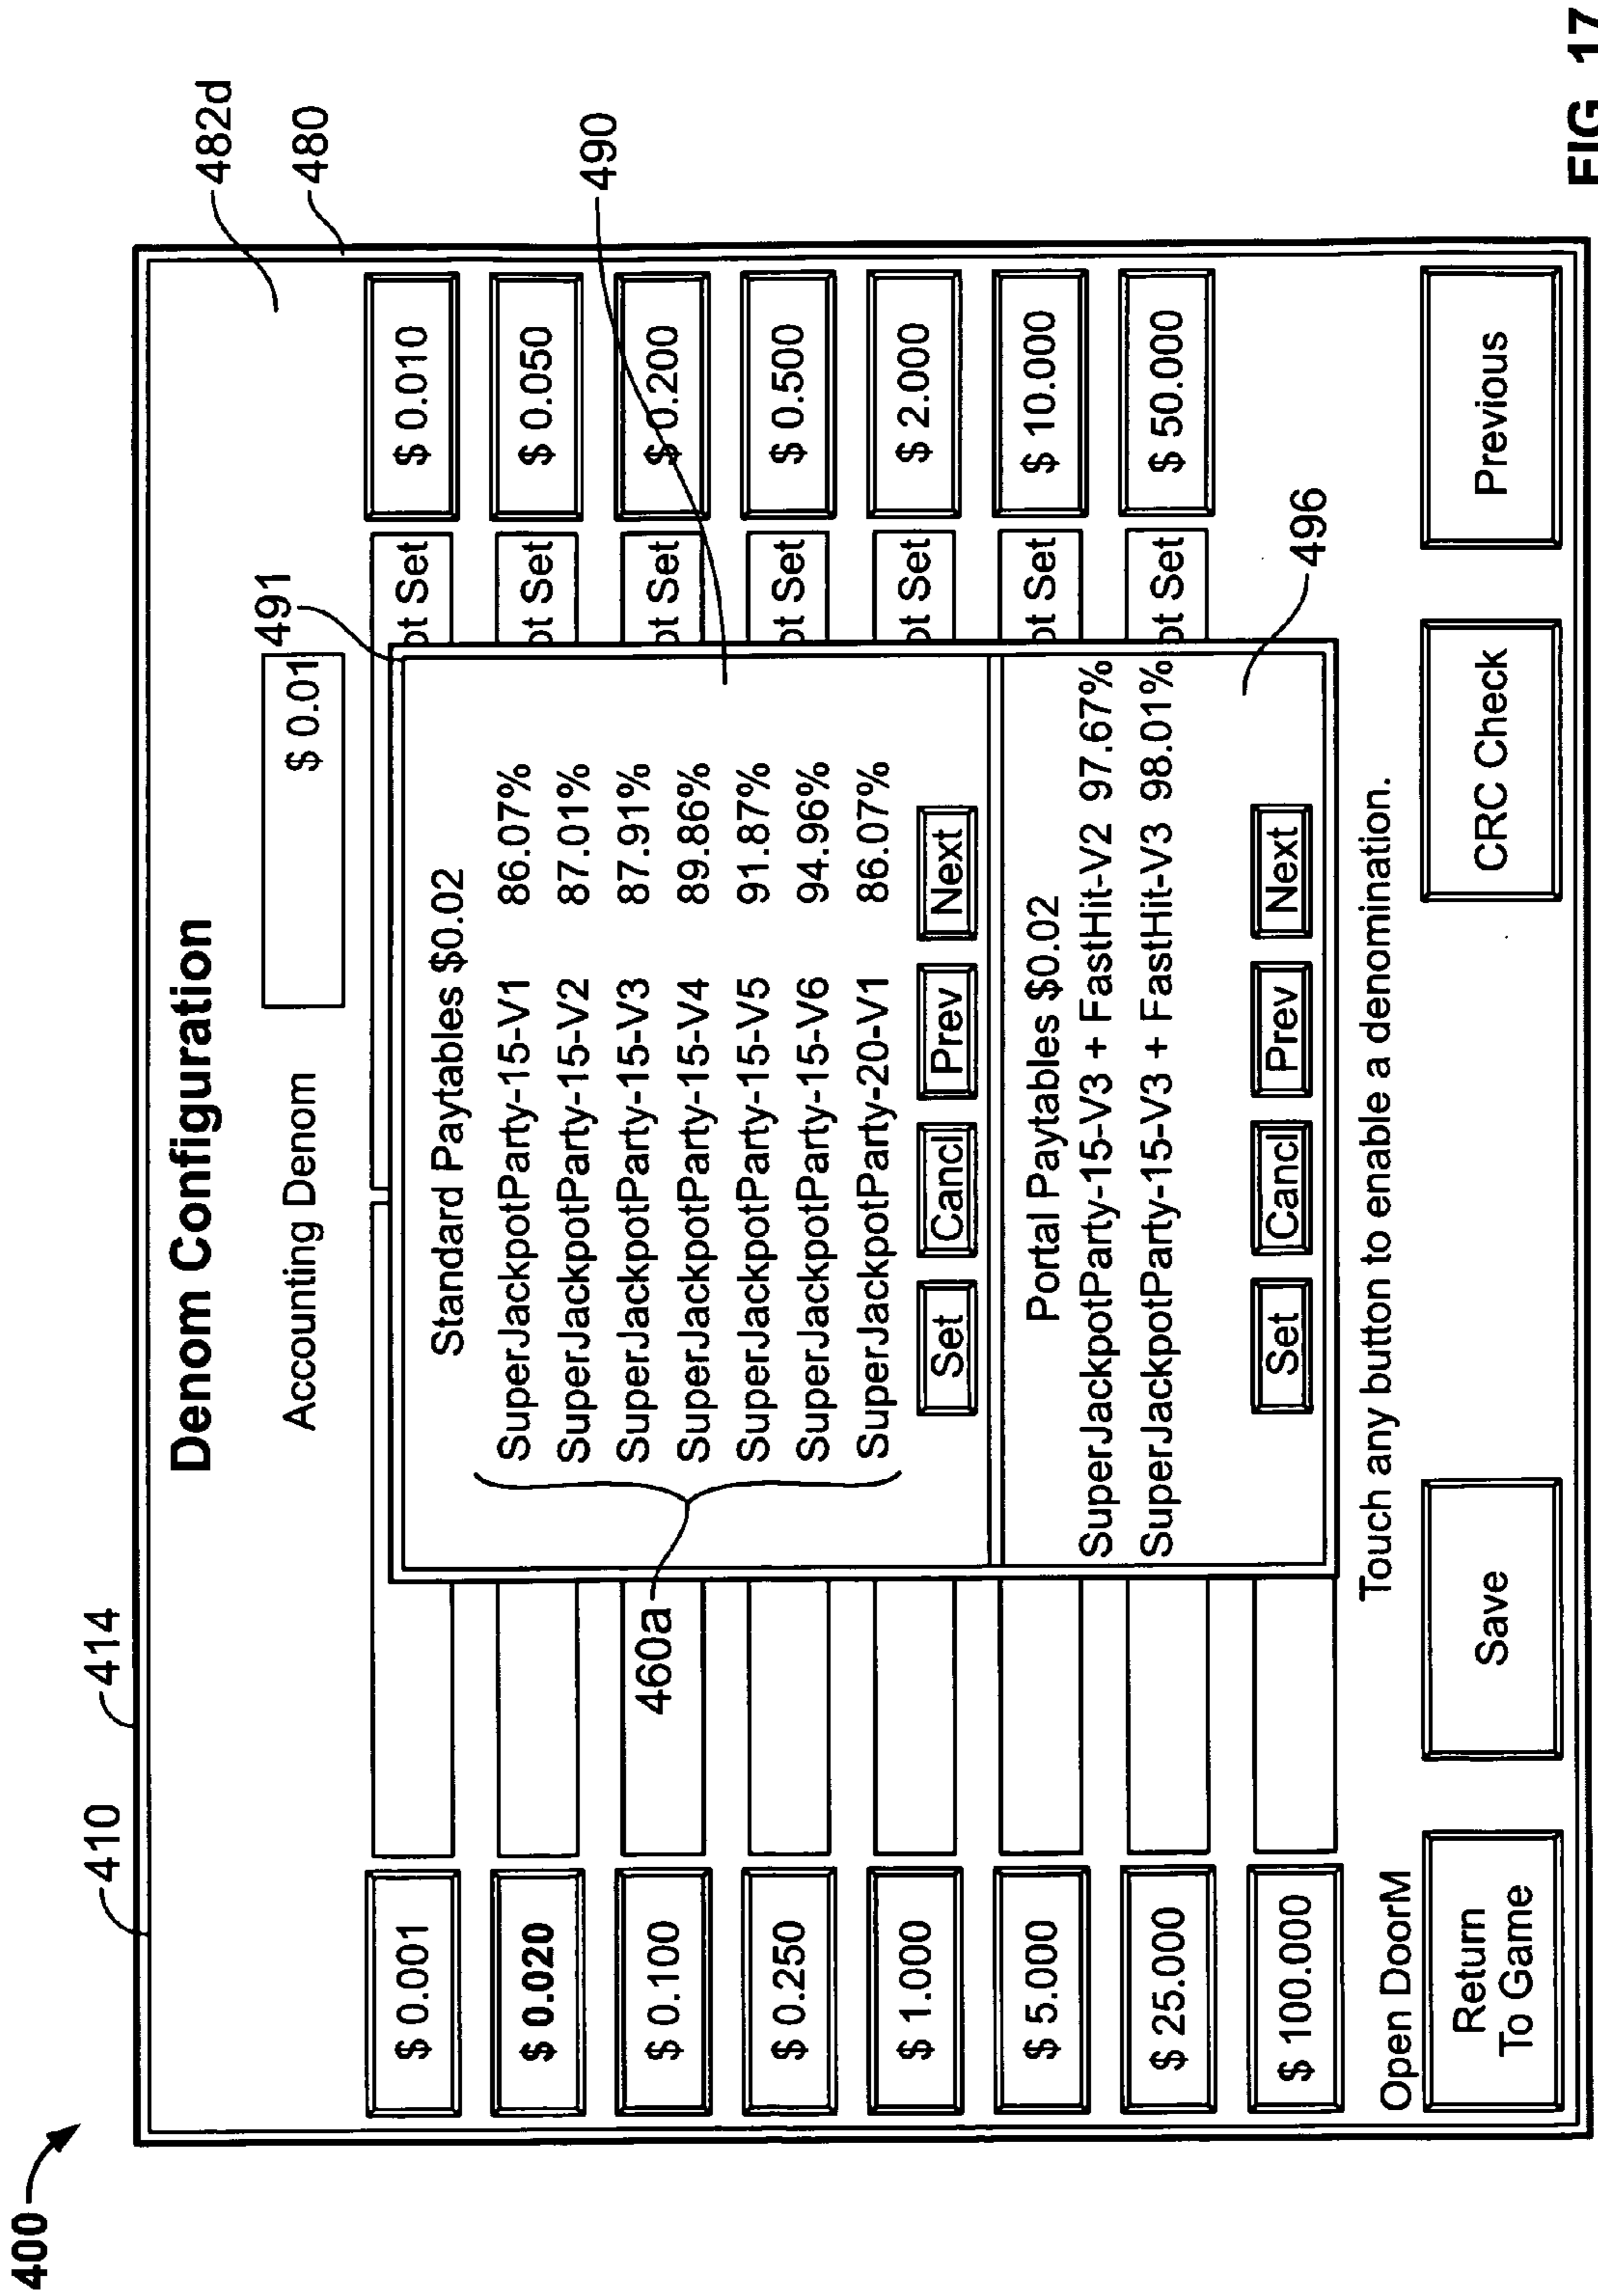 400
410
414
482d
480
Denom Configuration
Accounting Denom
$ 0.01
491
490
$ 0.001
ot Set
$ 0.010
$ 0.020
ot Set
$ 0.050
$ 0.100
ot Set
$ 0.200
$ 0.250
ot Set
$ 0.500
$ 1.000
ot Set
$ 2.000
$ 5.000
ot Set
$ 10.000
$ 25.000
ot Set
$ 50.000
$ 100.000
460a
Standard Paytables $0.02
SuperJackpotParty-15-V1 86.07%
SuperJackpotParty-15-V2 87.01%
SuperJackpotParty-15-V3 87.91%
SuperJackpotParty-15-V4 89.86%
SuperJackpotParty-15-V5 91.87%
SuperJackpotParty-15-V6 94.96%
SuperJackpotParty-20-V1 86.07%
Set Cancl Prev Next
Portal Paytables $0.02
SuperJackpotParty-15-V3 + FastHit-V2 97.67%
SuperJackpotParty-15-V3 + FastHit-V3 98.01%
Set Cancl Prev Next
496
Open DoorM
Touch any button to enable a denomination.
Return
To Game
Save
CRC Check
Previous
FIG. 17